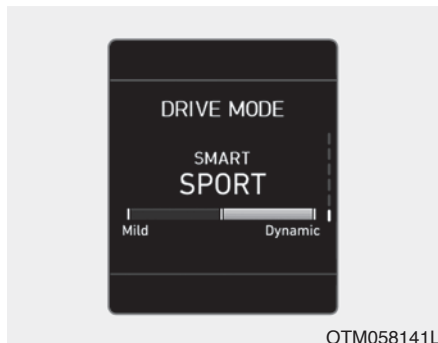 DRIVE MODE
SMART
SPORT
Mild Dynamic
OTM058141L